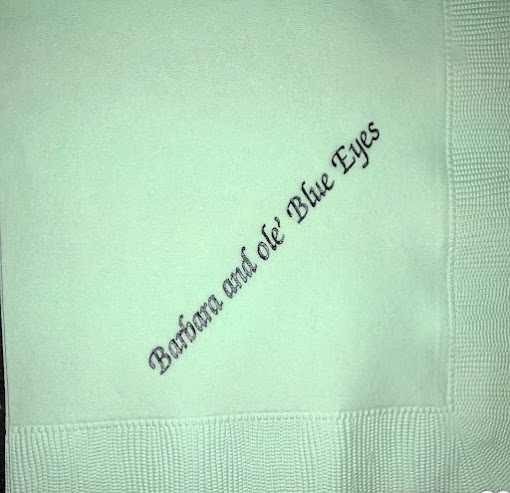 Barbara and ole' Blue Eyes